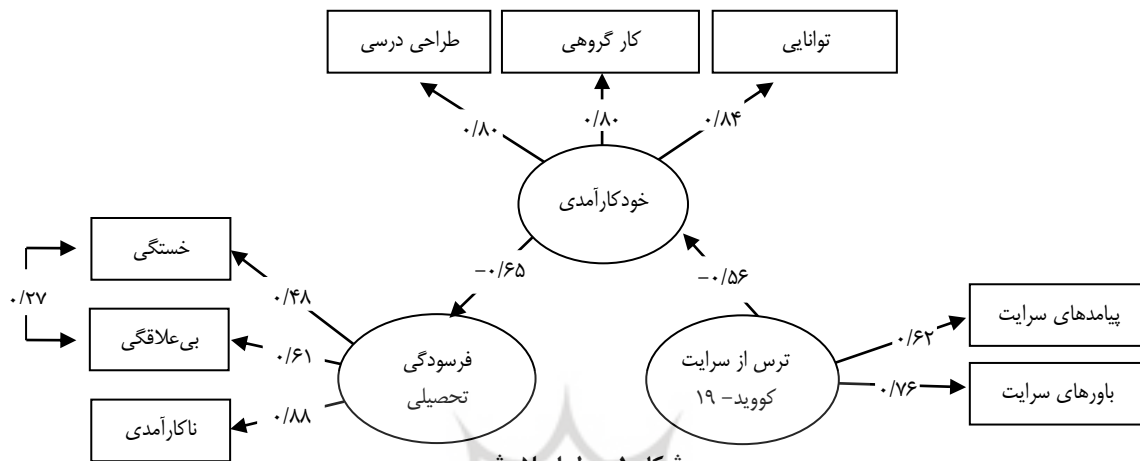 توانایی
کار گروهی
طراحی درسی
۰/۸۴
۰/۸۰
۰/۸۰
خودکارآمدی
−۰/۵۶
−۰/۶۵
خستگی
۰/۲۷
۰/۴۸
بی‌علاقگی
۰/۶۱
ناکارآمدی
۰/۸۸
فرسودگی
تحصیلی
ترس از سرایت
کووید− ۱۹
پیامدهای سرایت
۰/۶۲
باورهای سرایت
۰/۷۶